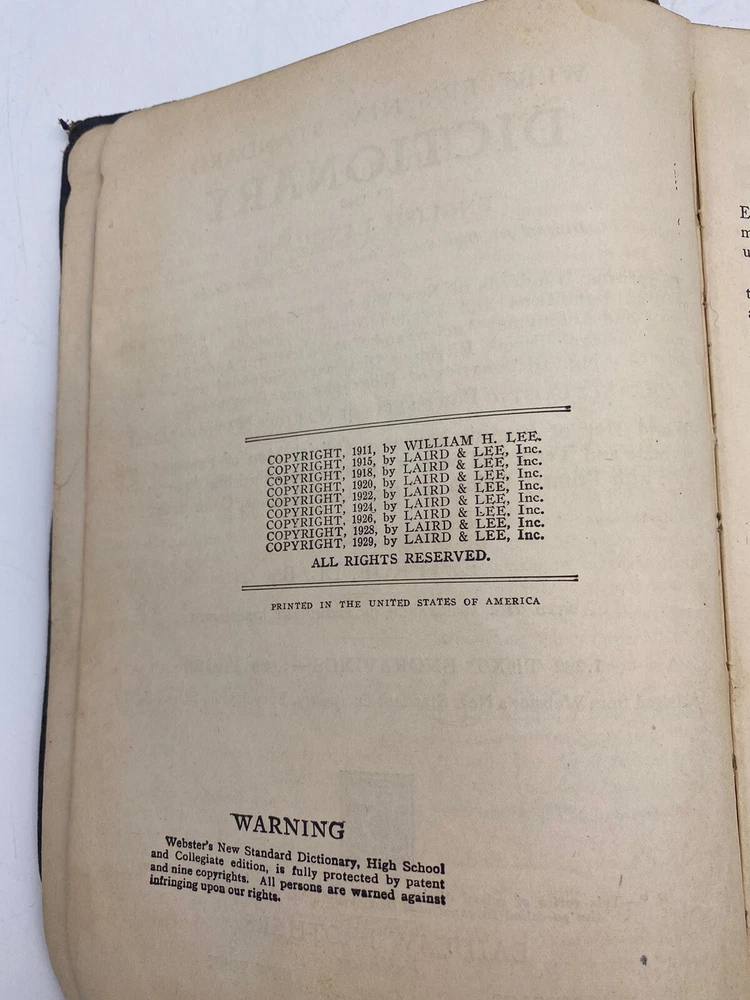 COPYRIGHT, 1911, by WILLIAM H. LEE.
COPYRIGHT, 1915, by LAIRD & LEE, Inc.
COPYRIGHT, 1918, by LAIRD & LEE, Inc.
COPYRIGHT, 1920, by LAIRD & LEE, Inc.
COPYRIGHT, 1922, by LAIRD & LEE, Inc.
COPYRIGHT, 1924, by LAIRD & LEE, Inc.
COPYRIGHT, 1926, by LAIRD & LEE, Inc.
COPYRIGHT, 1928, by LAIRD & LEE, Inc.
COPYRIGHT, 1929, by LAIRD & LEE, Inc.
ALL RIGHTS RESERVED.
PRINTED IN THE UNITED STATES OF AMERICA
WARNING
Webster's New Standard Dictionary, High School
and Collegiate edition, is fully protected by patent
and nine copyrights. All persons are warned against
infringing upon our rights.